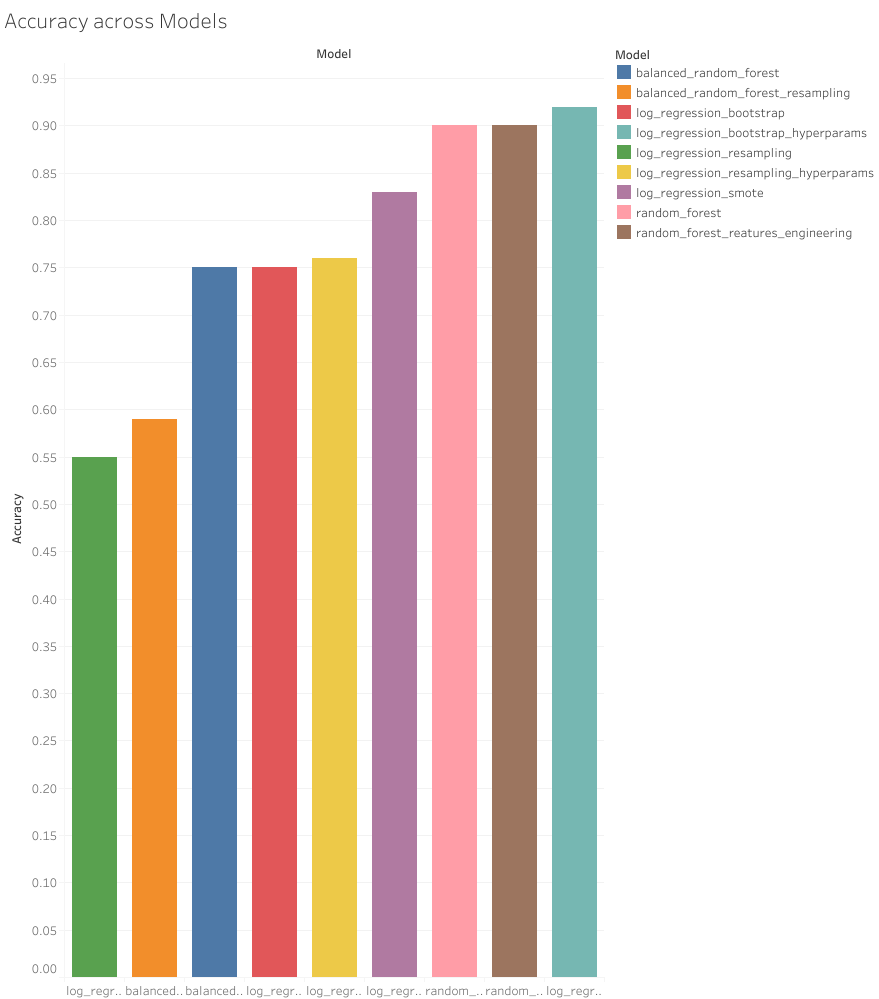 Accuracy across Models
Model
0.95
0.90
0.85
0.80
0.75
0.70
0.65
0.60
0.55
0.50
0.45
0.40
0.35
0.30
0.25
0.20
0.15
0.10
0.05
0.00
Accuracy
log_regr.. balanced.. balanced.. log_regr.. log_regr.. log_regr.. random_.. random_.. log_regr..
Model
balanced_random_forest
balanced_random_forest_resampling
log_regression_bootstrap
log_regression_bootstrap_hyperparams
log_regression_resampling
log_regression_resampling_hyperparams
log_regression_smote
random_forest
random_forest_reatures_engineering